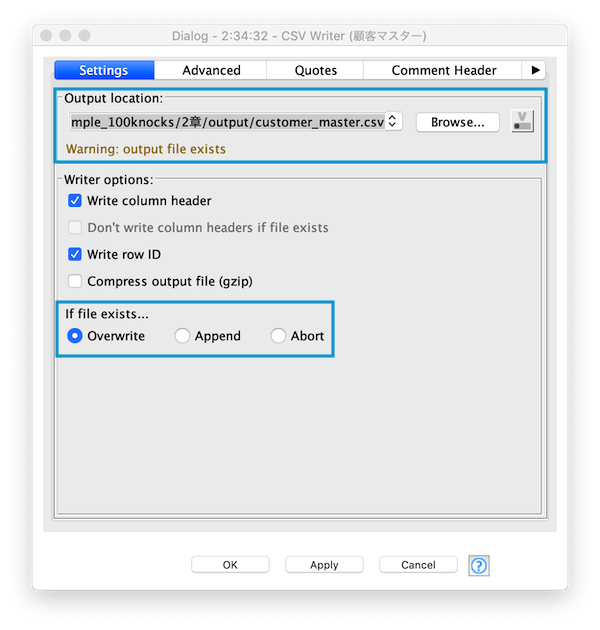 Dialog - 2:34:32 - CSV Writer (顧客マスター)
Settings Advanced Quotes Comment Header
Output location:
mple_100knocks/2章/output/customer_master.csv Browse... V
Warning: output file exists
Writer options:
Write column header
Don't write column headers if file exists
Write row ID
Compress output file (gzip)
If file exists...
Overwrite Append Abort
OK Apply Cancel ?